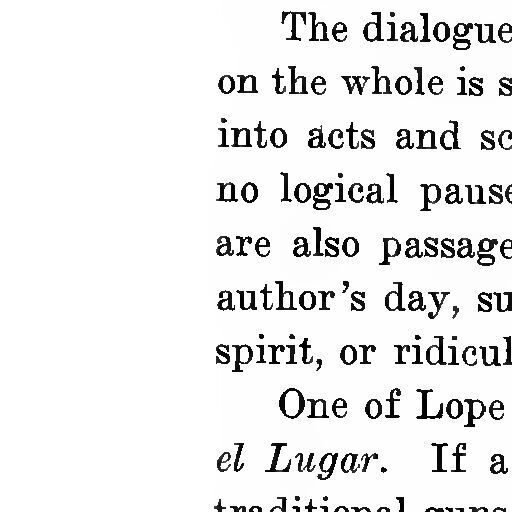 The dialogue
on the whole is s
into acts and sc
no logical pause
are also passage
author's day, su
spirit, or ridicul
One of Lope
el Lugar. If a
traditional